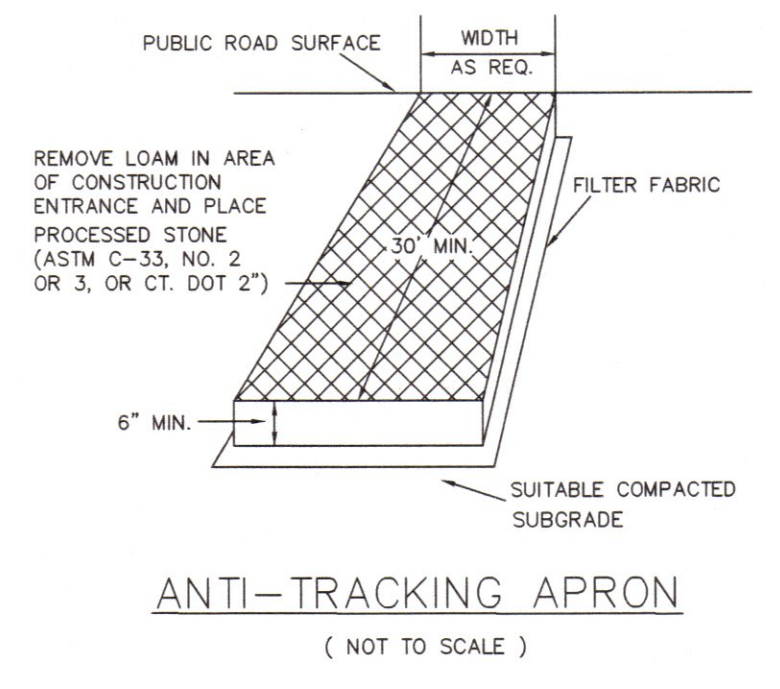 PUBLIC ROAD SURFACE
WIDTH
AS REQ.
REMOVE LOAM IN AREA
OF CONSTRUCTION
ENTRANCE AND PLACE
PROCESSED STONE
(ASTM C-33, NO. 2
OR 3, OR CT. DOT 2")
FILTER FABRIC
30' MIN.
6" MIN.
SUITABLE COMPACTED
SUBGRADE
ANTI-TRACKING APRON
( NOT TO SCALE )